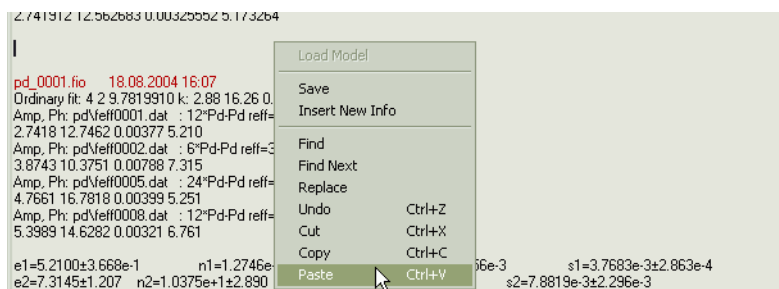 2.741912 12.562683 0.00325552 5.173264
pd_0001.fio 18.08.2004 16:07
Ordinary fit: 4 2 9.7819910 k: 2.88 16.26 0.
Amp, Ph: pd\feff0001.dat : 12*Pd-Pd reff=
2.7418 12.7462 0.00377 5.210
Amp, Ph: pd\feff0002.dat : 6*Pd-Pd reff=3
3.8743 10.3751 0.00788 7.315
Amp, Ph: pd\feff0005.dat : 24*Pd-Pd reff=
4.7661 16.7818 0.00399 5.251
Amp, Ph: pd\feff0008.dat : 12*Pd-Pd reff=
5.3989 14.6282 0.00321 6.761
e1=5.2100±3.668e-1 n1=1.2746e- 6e-3 s1=3.7683e-3±2.863e-4
e2=7.3145±1.207 n2=1.0375e+1±2.890 s2=7.8819e-3±2.296e-3
Load Model
Save
Insert New Info
Find
Find Next
Replace
Undo Ctrl+Z
Cut Ctrl+X
Copy Ctrl+C
Paste Ctrl+V